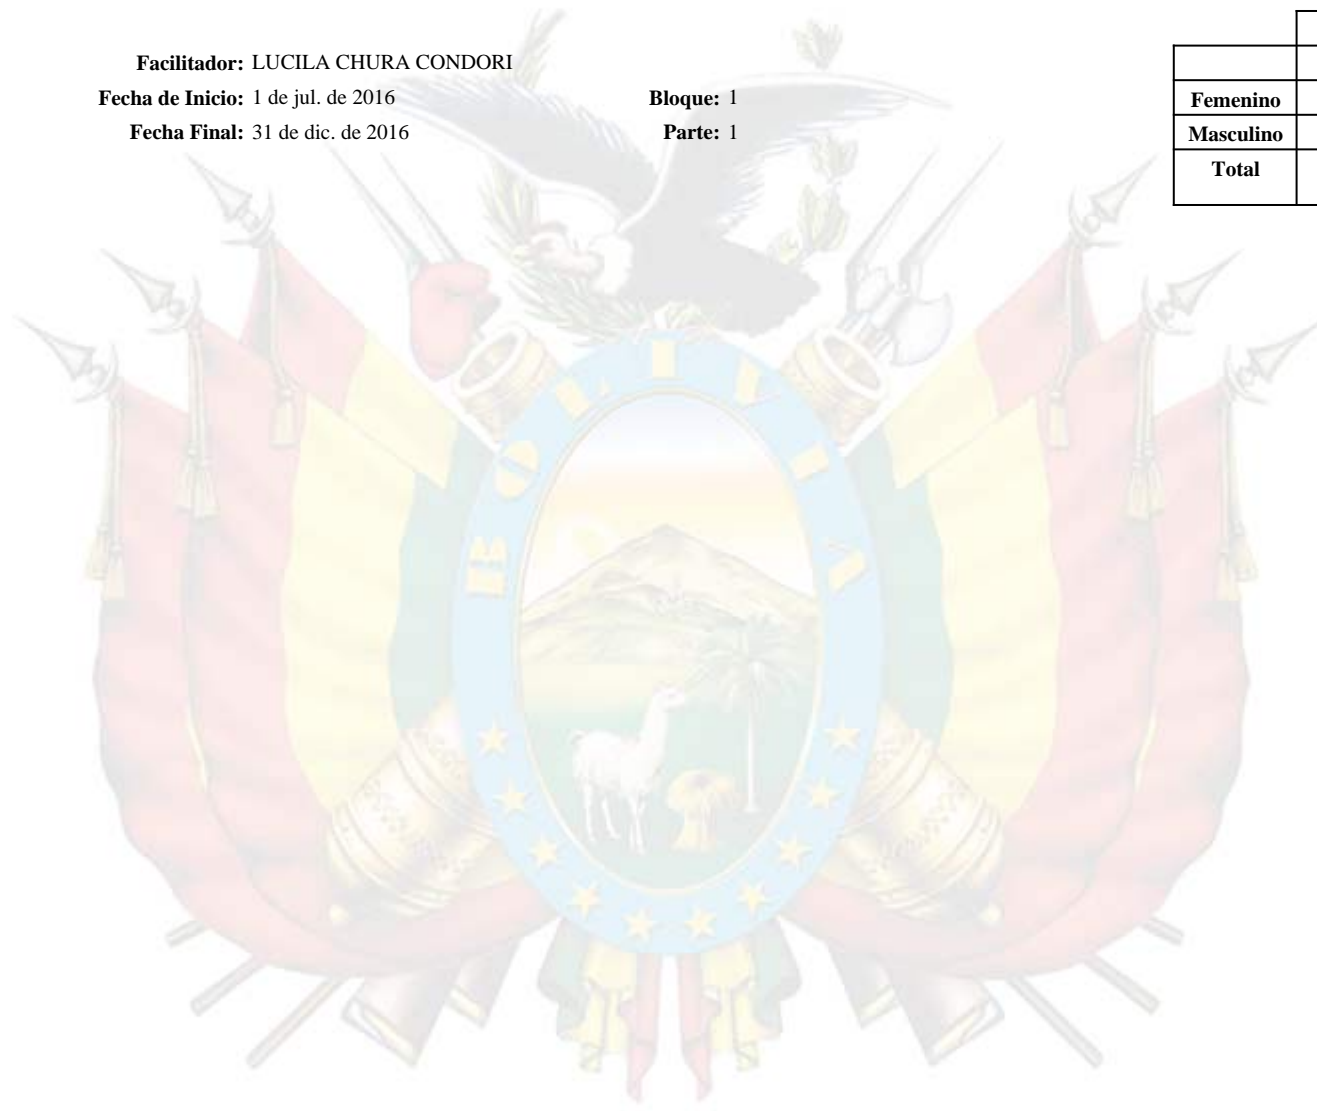 Facilitador: LUCILA CHURA CONDORI
Fecha de Inicio: 1 de jul. de 2016 Bloque: 1
Fecha Final: 31 de dic. de 2016 Parte: 1
Femenino
Masculino
Total
BOLIVIA